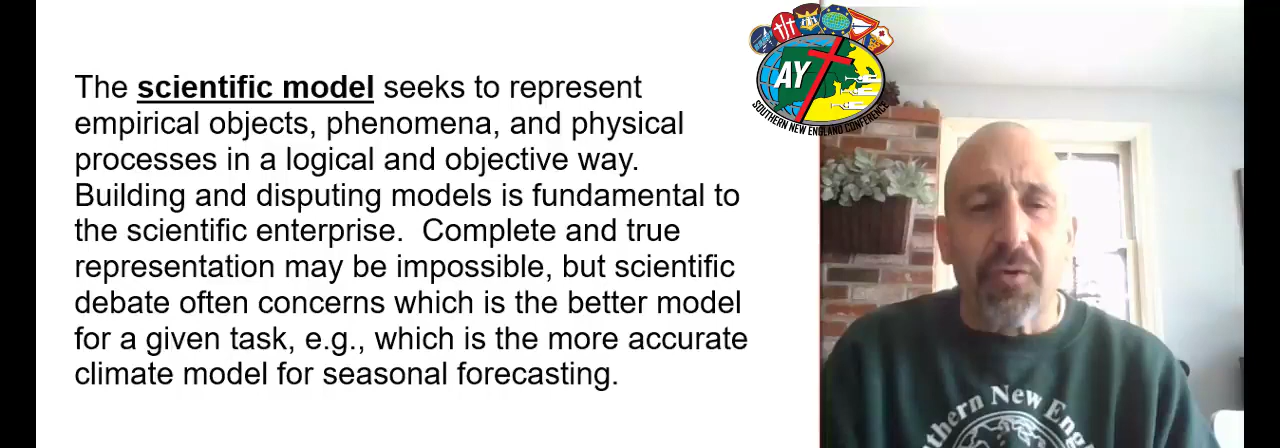 The scientific model seeks to represent
empirical objects, phenomena, and physical
processes in a logical and objective way.
Building and disputing models is fundamental to
the scientific enterprise.  Complete and true
representation may be impossible, but scientific
debate often concerns which is the better model
for a given task, e.g., which is the more accurate
climate model for seasonal forecasting.
AY
SOUTHERN NEW ENGLAND CONFERENCE
thern New Eng